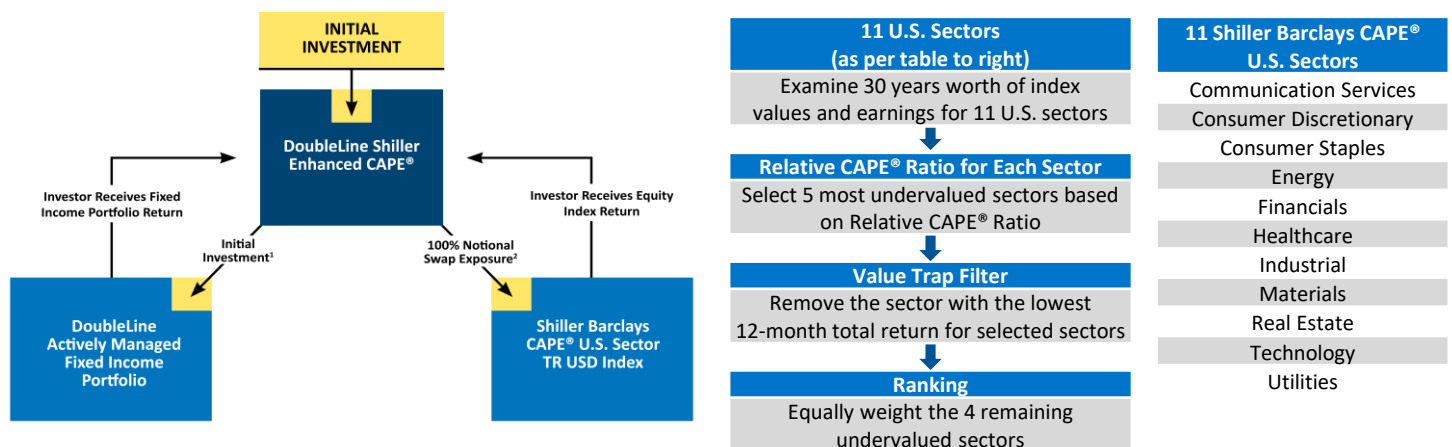 INITIAL
INVESTMENT
DoubleLine Shiller
Enhanced CAPE®
Investor Receives Fixed
Income Portfolio Return
Investor Receives Equity
Index Return
Initial
Investment¹
100% Notional
Swap Exposure²
DoubleLine
Actively Managed
Fixed Income
Portfolio
Shiller Barclays
CAPE® U.S. Sector
TR USD Index
11 U.S. Sectors
(as per table to right)
Examine 30 years worth of index
values and earnings for 11 U.S. sectors
Relative CAPE® Ratio for Each Sector
Select 5 most undervalued sectors based
on Relative CAPE® Ratio
Value Trap Filter
Remove the sector with the lowest
12-month total return for selected sectors
Ranking
Equally weight the 4 remaining
undervalued sectors
11 Shiller Barclays CAPE®
U.S. Sectors
Communication Services
Consumer Discretionary
Consumer Staples
Energy
Financials
Healthcare
Industrial
Materials
Real Estate
Technology
Utilities